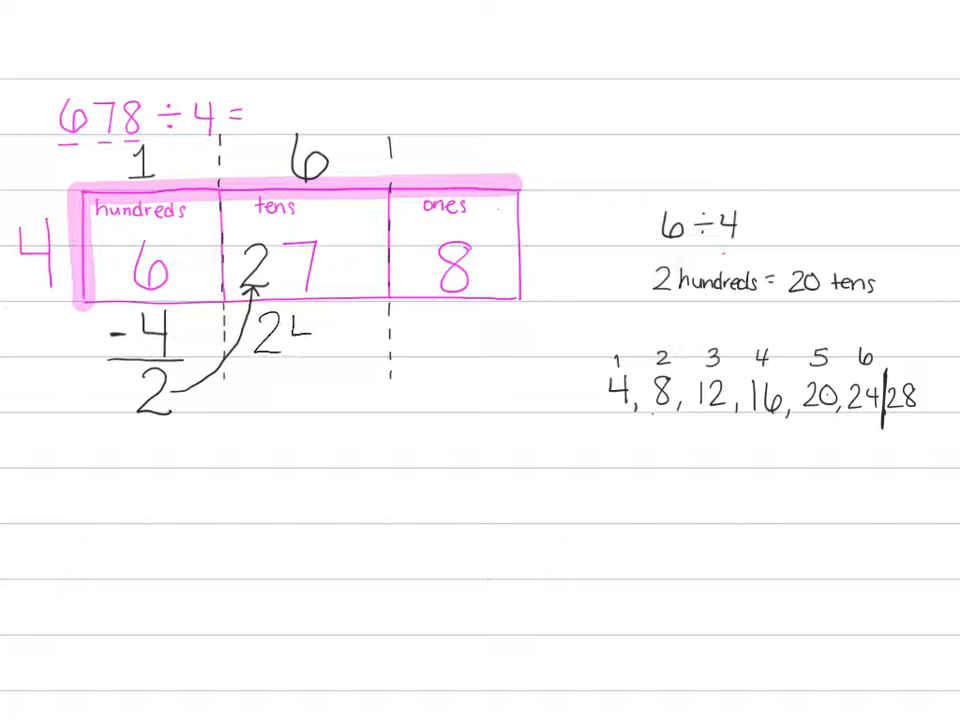 678 ÷ 4 =
1 6
hundreds tens ones
4 6 27 8
- 4 24
2
6 ÷ 4
2 hundreds = 20 tens
1 2 3 4 5 6
4, 8, 12, 16, 20, 24|28